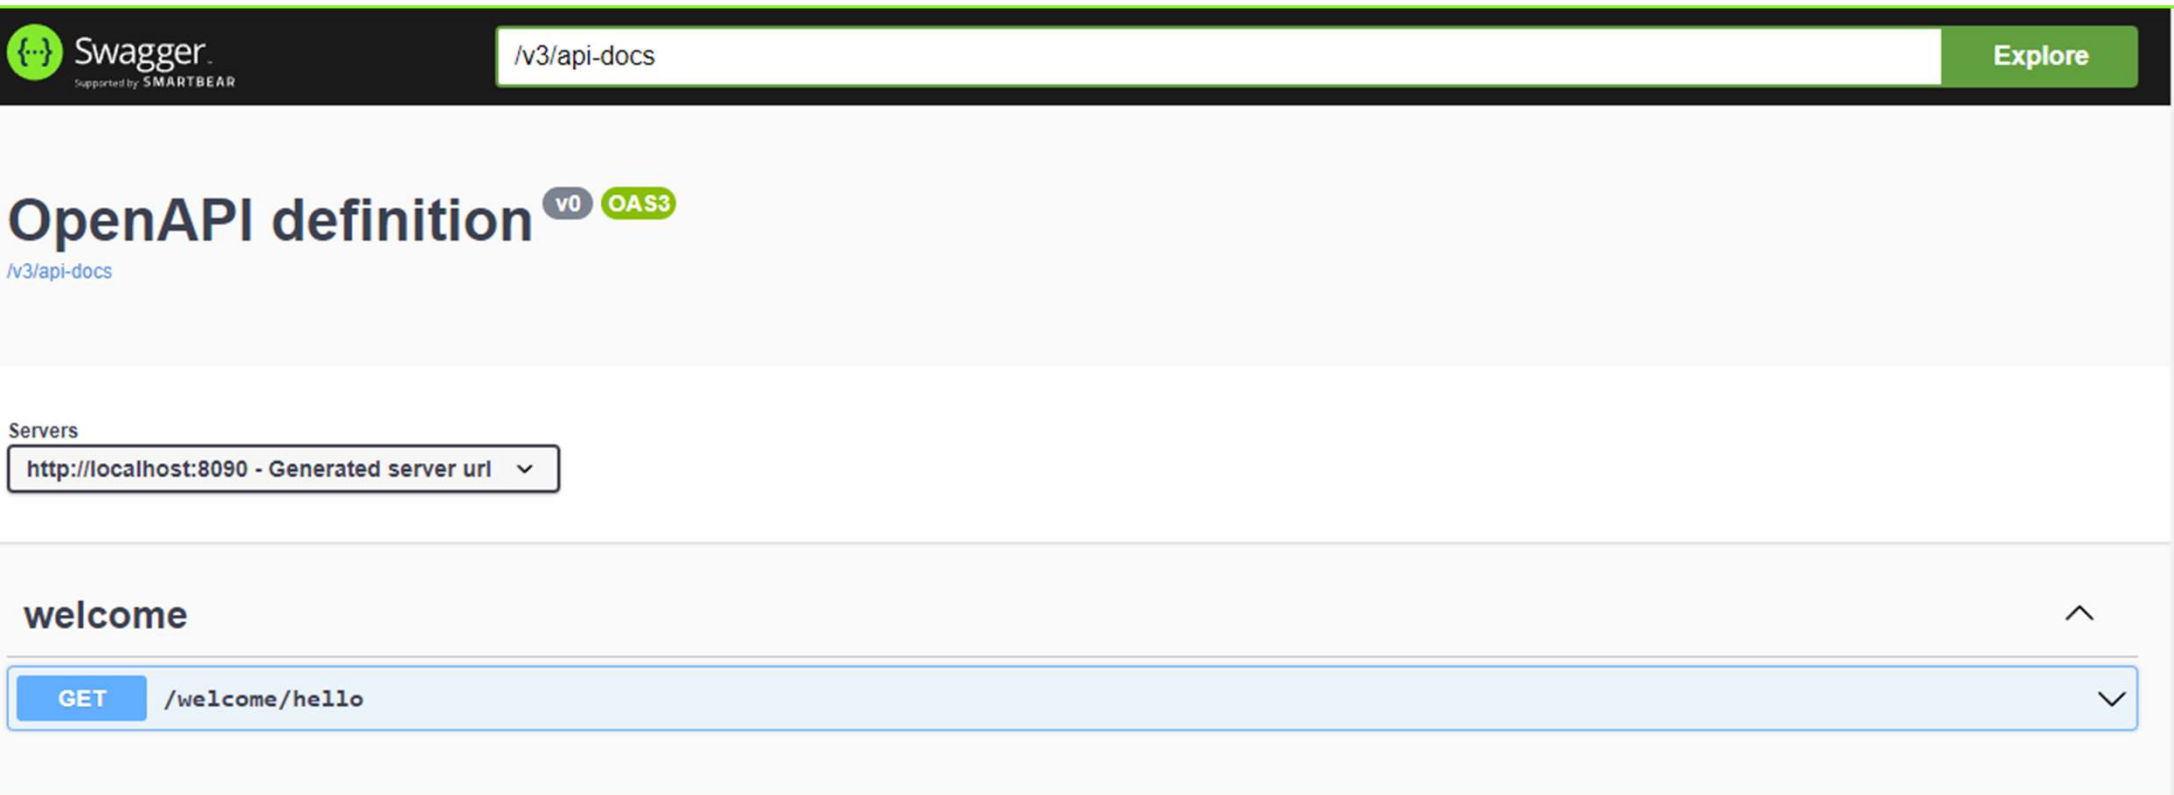 {···} Swagger.
Supported by SMARTBEAR
/v3/api-docs
Explore
OpenAPI definition v0 OAS3
/v3/api-docs
Servers
http://localhost:8090 - Generated server url
welcome
GET /welcome/hello